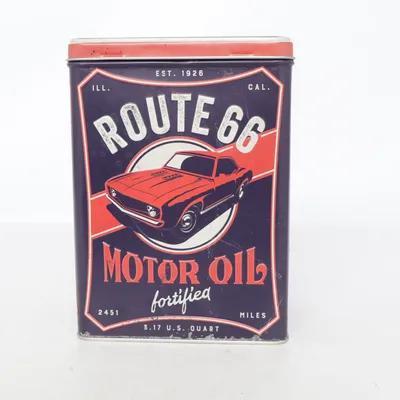 EST. 1926
ILL. CAL.
ROUTE 66
MOTOR OIL
fortified
2451 MILES
5.17 U.S. QUART